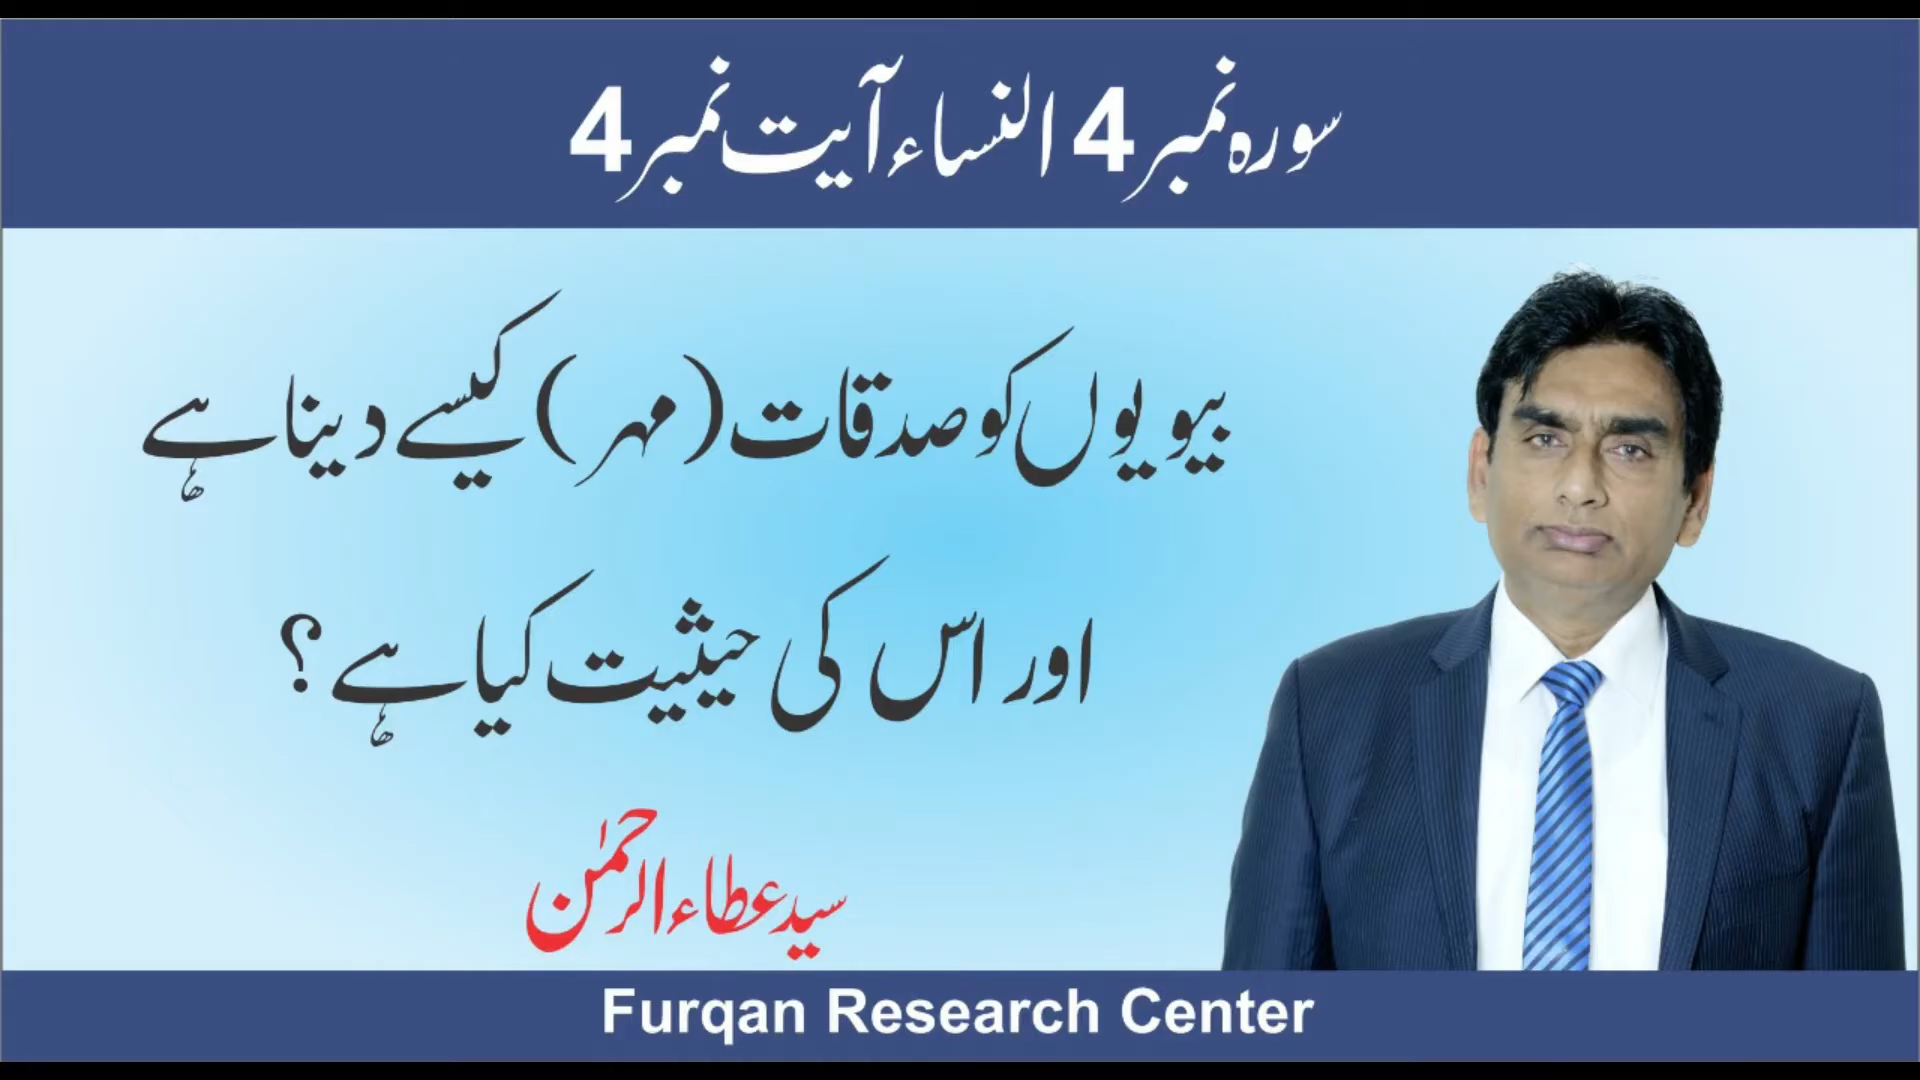 سورہ نمبر 4 النساء آیت نمبر 4
بیویوں کو صدقات (مہر) کیسے دینا ہے
اور اس کی حیثیت کیا ہے؟
سید عطاء الرحمٰن
Furqan Research Center